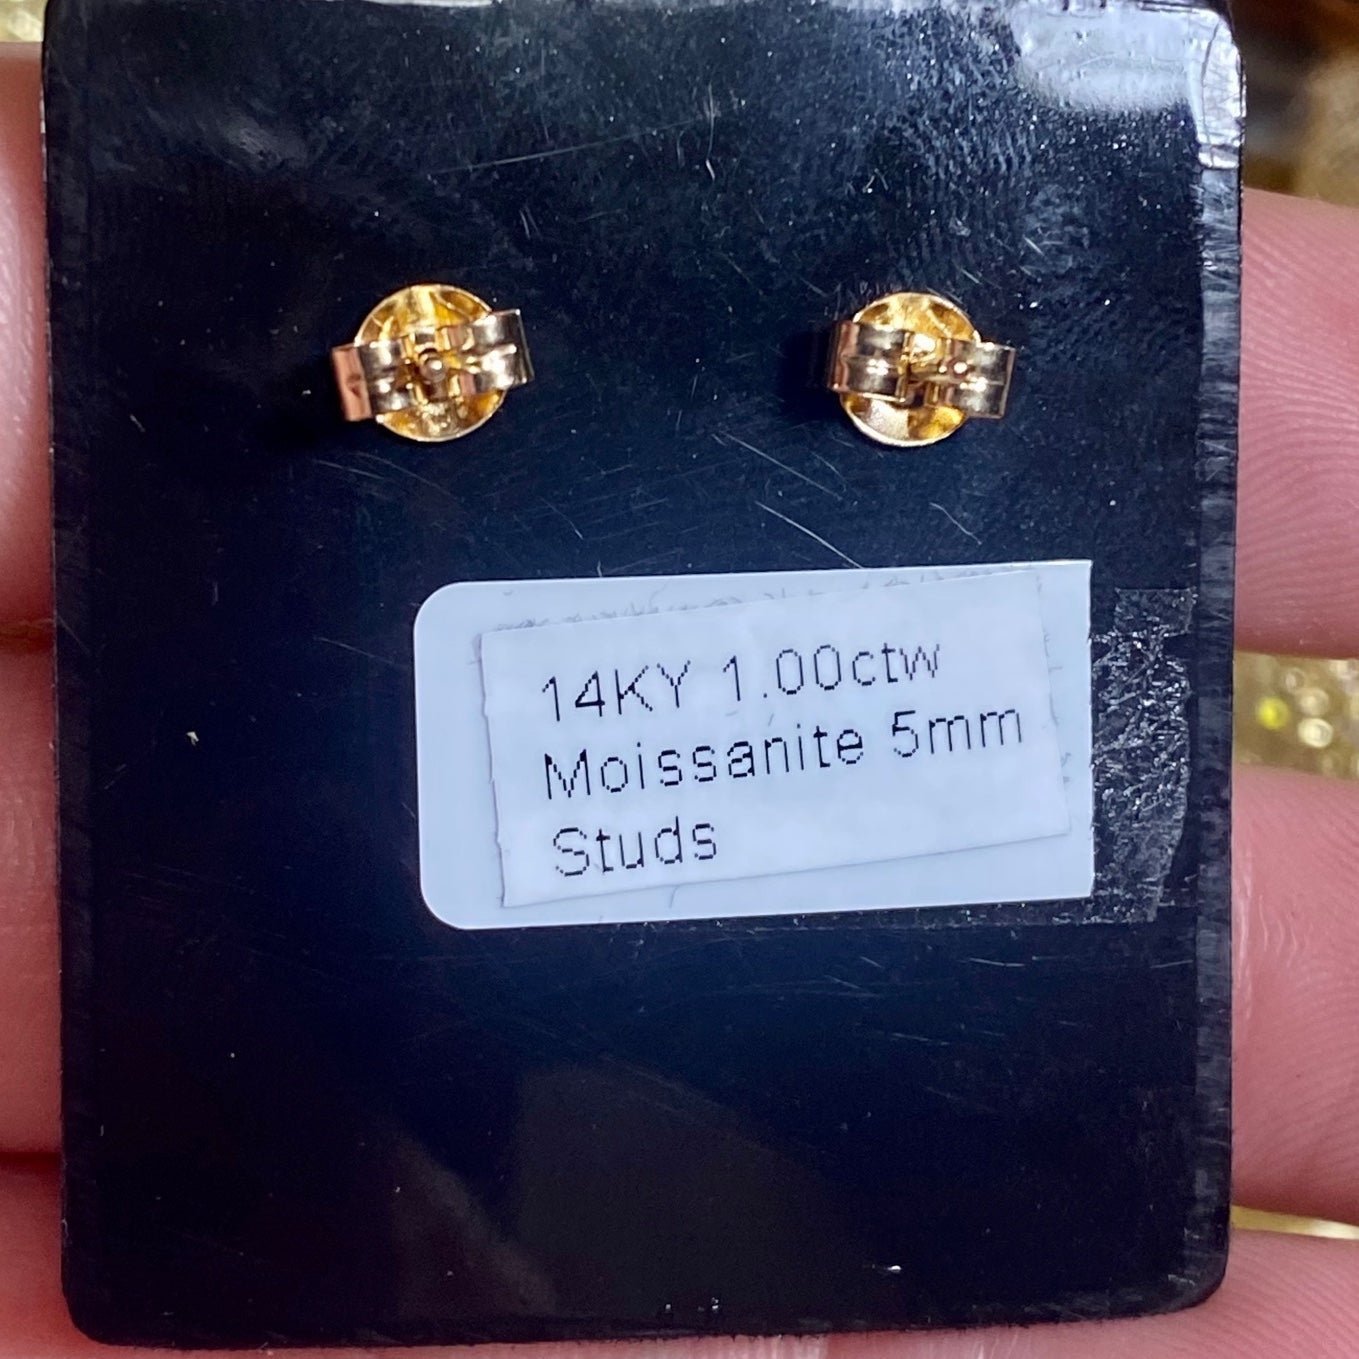 14KY 1.00ctw
Moissanite 5mm
Studs